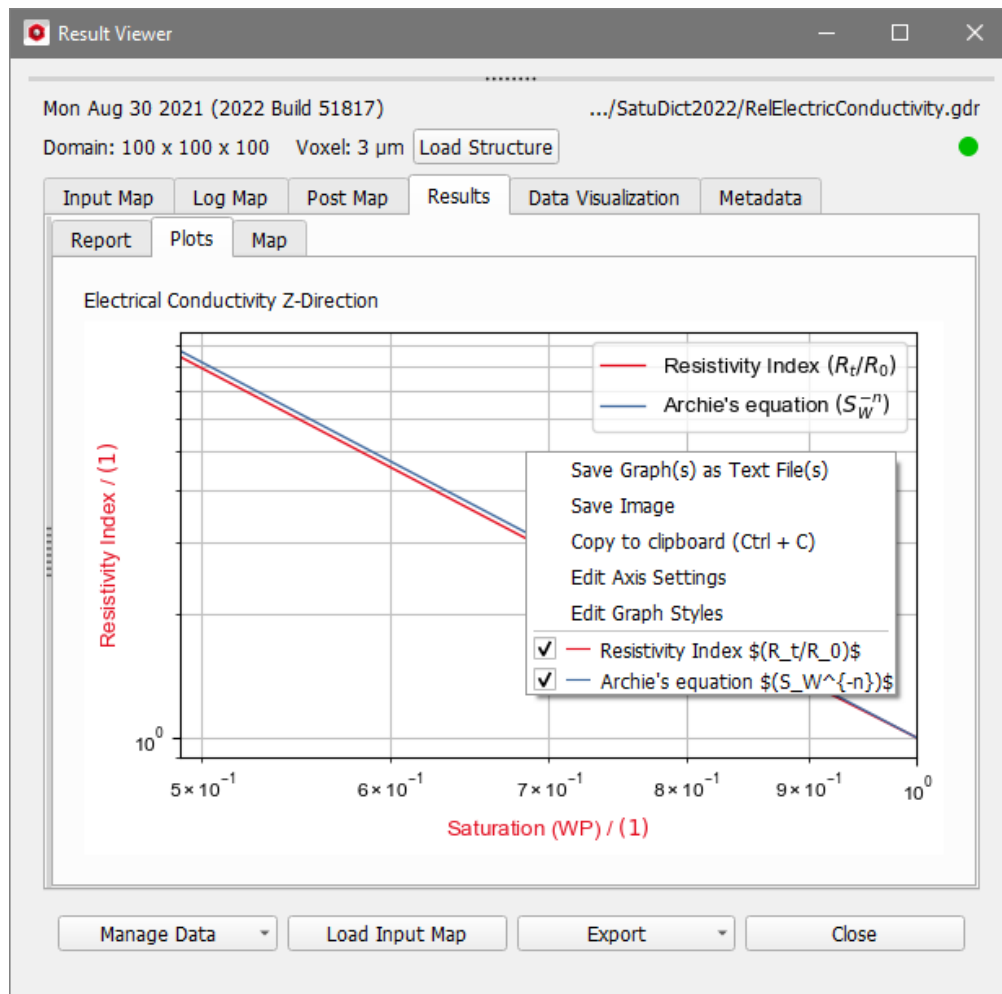 Result Viewer
Mon Aug 30 2021 (2022 Build 51817) .../SatuDict2022/RelElectricConductivity.gdr
Domain: 100 x 100 x 100 Voxel: 3 µm Load Structure
Input Map Log Map Post Map Results Data Visualization Metadata
Report Plots Map
Electrical Conductivity Z-Direction
Resistivity Index (R_t/R_0)
Archie's equation (S_W^{-n})
Resistivity Index / (1)
Save Graph(s) as Text File(s)
Save Image
Copy to clipboard (Ctrl + C)
Edit Axis Settings
Edit Graph Styles
Resistivity Index $(R_t/R_0)$
Archie's equation $(S_W^{-n})$
10⁰
5×10⁻¹ 6×10⁻¹ 7×10⁻¹ 8×10⁻¹ 9×10⁻¹ 10⁰
Saturation (WP) / (1)
Manage Data Load Input Map Export Close